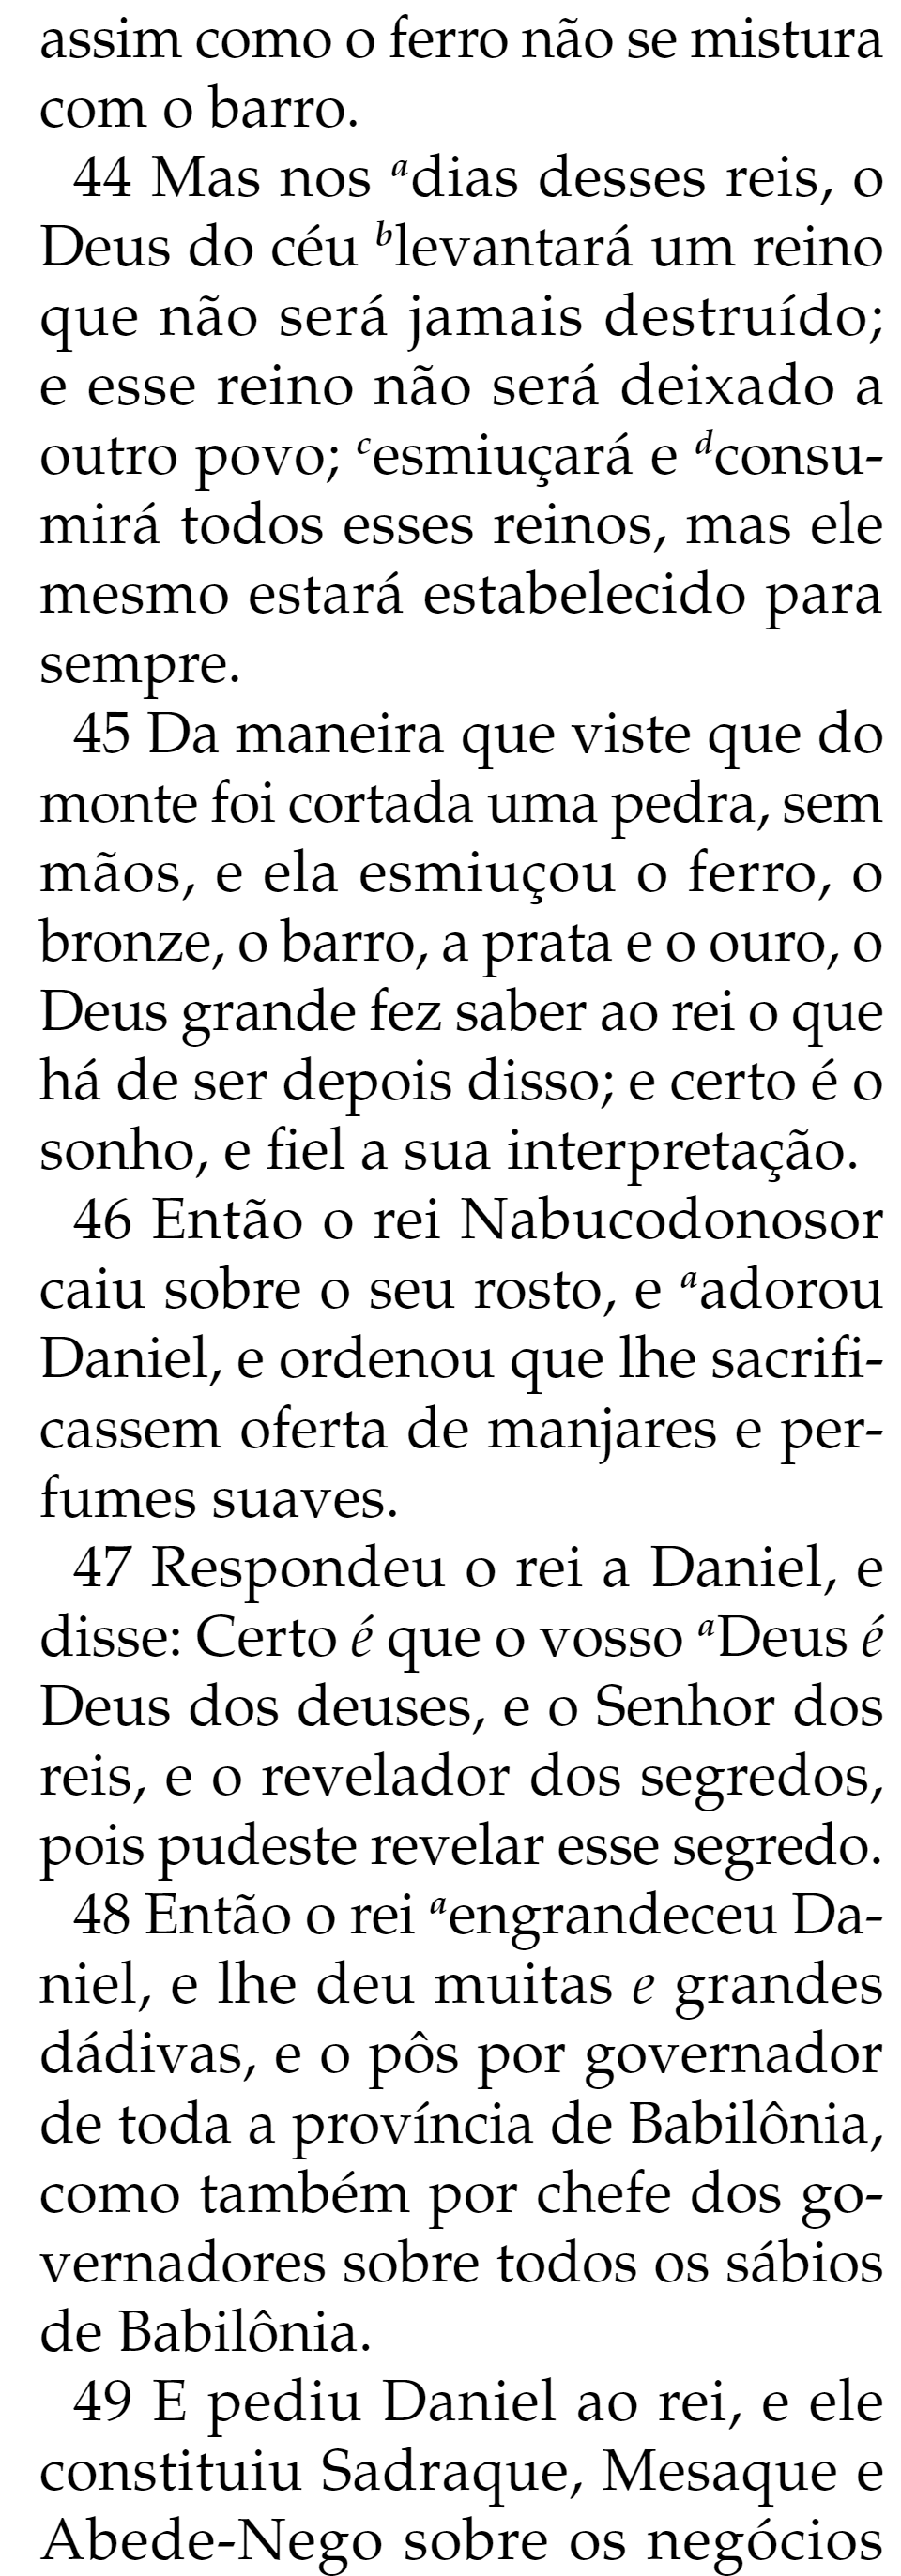 assim como o ferro não se mistura
com o barro.
44 Mas nos ᵃdias desses reis, o
Deus do céu ᵇlevantará um reino
que não será jamais destruído;
e esse reino não será deixado a
outro povo; ᶜesmiuçará e ᵈconsu-
mirá todos esses reinos, mas ele
mesmo estará estabelecido para
sempre.
45 Da maneira que viste que do
monte foi cortada uma pedra, sem
mãos, e ela esmiuçou o ferro, o
bronze, o barro, a prata e o ouro, o
Deus grande fez saber ao rei o que
há de ser depois disso; e certo é o
sonho, e fiel a sua interpretação.
46 Então o rei Nabucodonosor
caiu sobre o seu rosto, e ᵃadorou
Daniel, e ordenou que lhe sacrifi-
cassem oferta de manjares e per-
fumes suaves.
47 Respondeu o rei a Daniel, e
disse: Certo é que o vosso ᵃDeus é
Deus dos deuses, e o Senhor dos
reis, e o revelador dos segredos,
pois pudeste revelar esse segredo.
48 Então o rei ᵃengrandeceu Da-
niel, e lhe deu muitas e grandes
dádivas, e o pôs por governador
de toda a província de Babilônia,
como também por chefe dos go-
vernadores sobre todos os sábios
de Babilônia.
49 E pediu Daniel ao rei, e ele
constituiu Sadraque, Mesaque e
Abede-Nego sobre os negócios